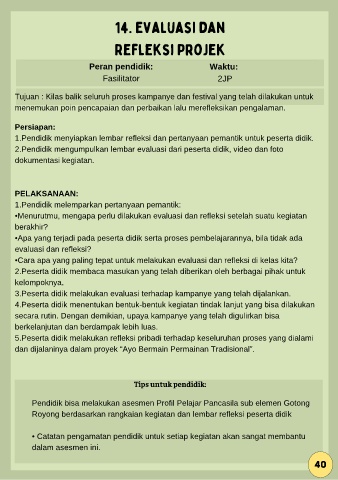 14. EVALUASI DAN
REFLEKSI PROJEK
Peran pendidik: Waktu:
Fasilitator 2JP
Tujuan : Kilas balik seluruh proses kampanye dan festival yang telah dilakukan untuk
menemukan poin pencapaian dan perbaikan lalu merefleksikan pengalaman.
Persiapan:
1.Pendidik menyiapkan lembar refleksi dan pertanyaan pemantik untuk peserta didik.
2.Pendidik mengumpulkan lembar evaluasi dari peserta didik, video dan foto
dokumentasi kegiatan.
PELAKSANAAN:
1.Pendidik melemparkan pertanyaan pemantik:
•Menurutmu, mengapa perlu dilakukan evaluasi dan refleksi setelah suatu kegiatan
berakhir?
•Apa yang terjadi pada peserta didik serta proses pembelajarannya, bila tidak ada
evaluasi dan refleksi?
•Cara apa yang paling tepat untuk melakukan evaluasi dan refleksi di kelas kita?
2.Peserta didik membaca masukan yang telah diberikan oleh berbagai pihak untuk
kelompoknya.
3.Peserta didik melakukan evaluasi terhadap kampanye yang telah dijalankan.
4.Peserta didik menentukan bentuk-bentuk kegiatan tindak lanjut yang bisa dilakukan
secara rutin. Dengan demikian, upaya kampanye yang telah digulirkan bisa
berkelanjutan dan berdampak lebih luas.
5.Peserta didik melakukan refleksi pribadi terhadap keseluruhan proses yang dialami
dan dijalaninya dalam proyek “Ayo Bermain Permainan Tradisional”.
Tips untuk pendidik:
Pendidik bisa melakukan asesmen Profil Pelajar Pancasila sub elemen Gotong
Royong berdasarkan rangkaian kegiatan dan lembar refleksi peserta didik
• Catatan pengamatan pendidik untuk setiap kegiatan akan sangat membantu
dalam asesmen ini.
40